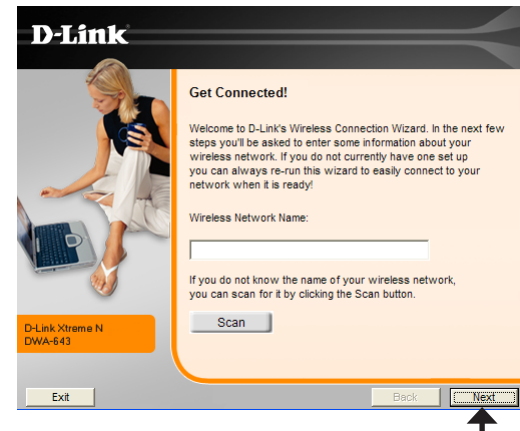 D-Link
Get Connected!
Welcome to D-Link's Wireless Connection Wizard. In the next few
steps you'll be asked to enter some information about your
wireless network. If you do not currently have one set up
you can always re-run this wizard to easily connect to your
network when it is ready!
Wireless Network Name:
If you do not know the name of your wireless network,
you can scan for it by clicking the Scan button.
Scan
D-Link Xtreme N
DWA-643
Exit
Back
Next